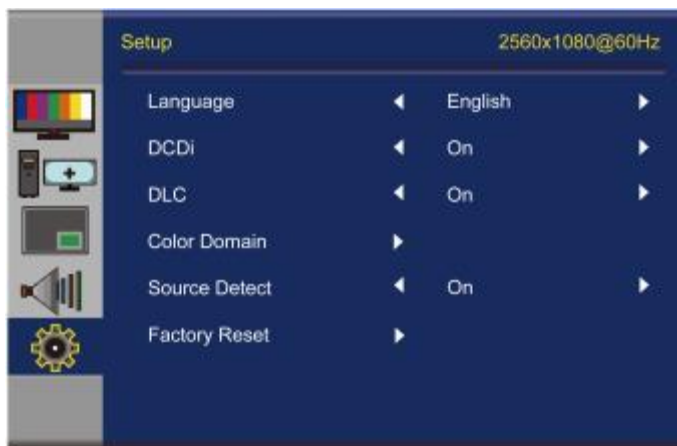 Setup 2560x1080@60Hz
Language English
DCDi On
DLC On
Color Domain
Source Detect On
Factory Reset